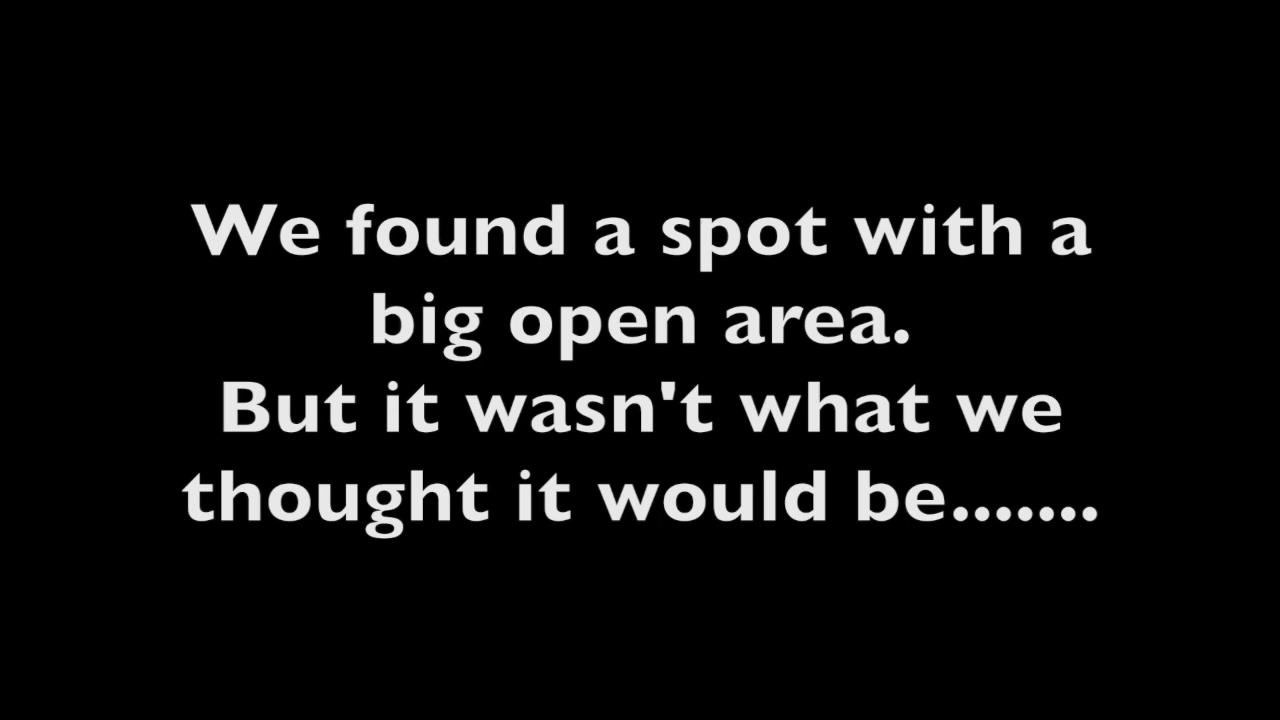 We found a spot with a
big open area.
But it wasn't what we
thought it would be.......